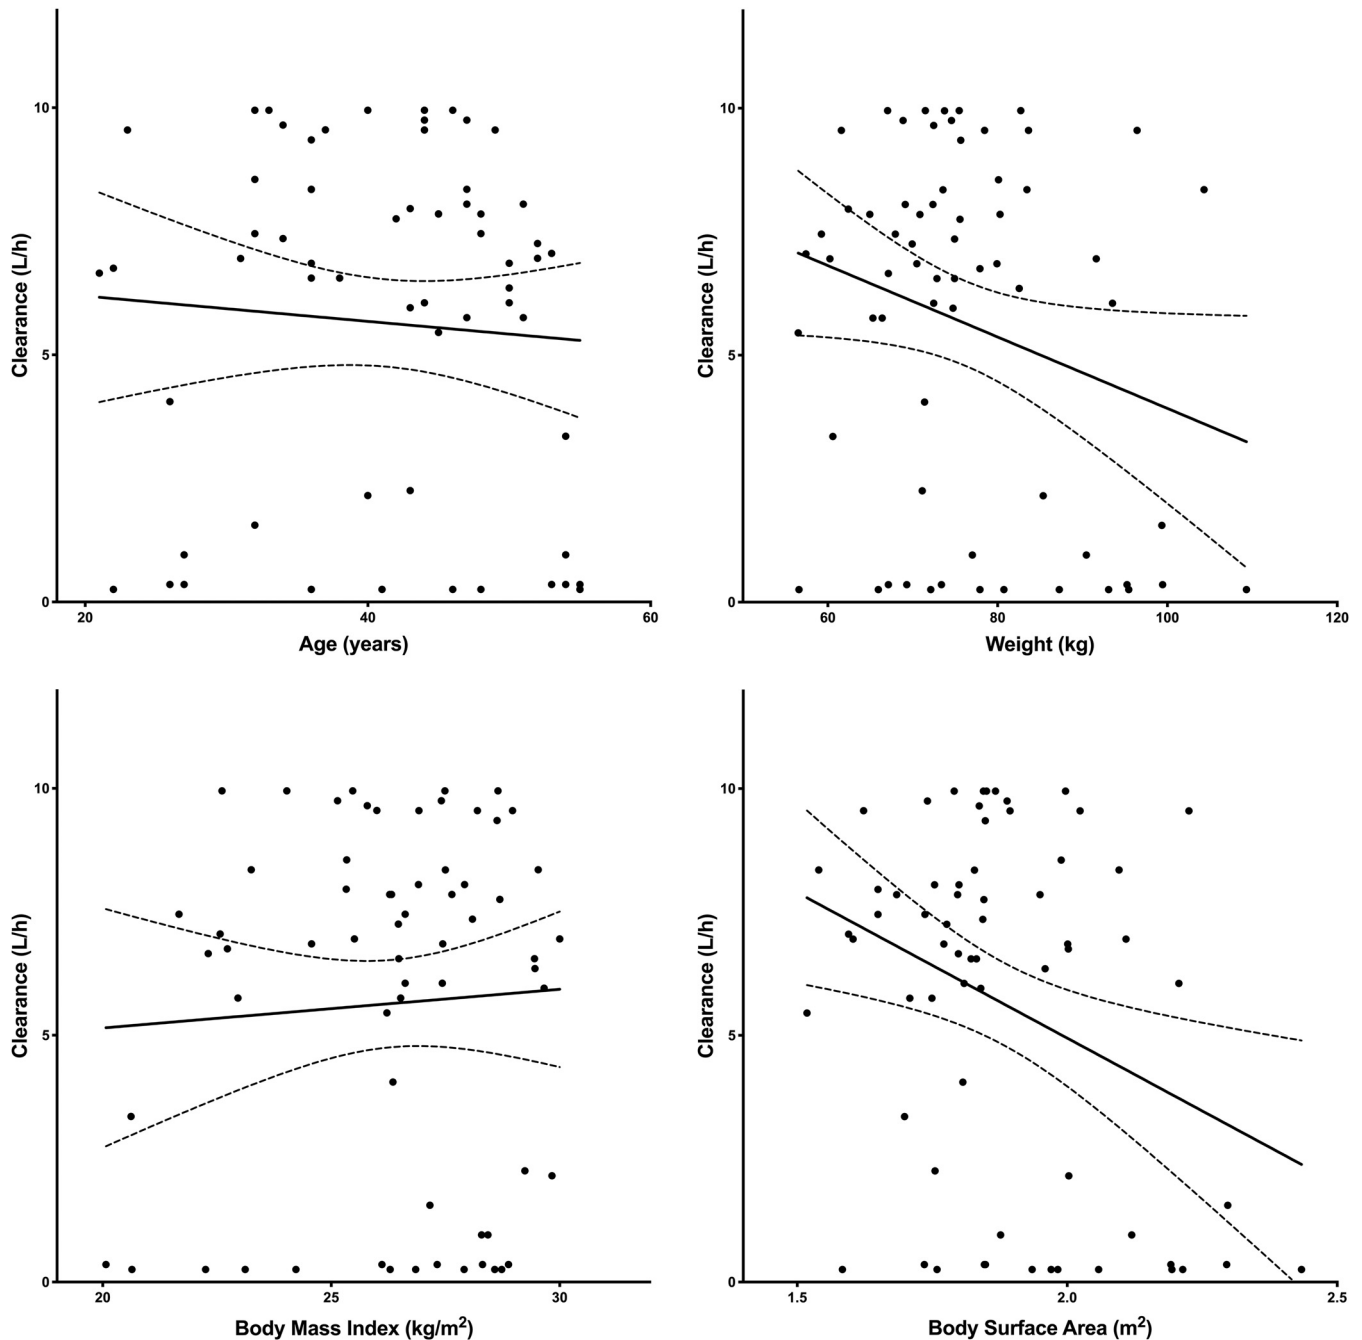 Clearance (L/h)
10
5
0
20 40 60
Age (years)
Clearance (L/h)
10
5
0
60 80 100 120
Weight (kg)
Clearance (L/h)
10
5
0
20 25 30
Body Mass Index (kg/m²)
Clearance (L/h)
10
5
0
1.5 2.0 2.5
Body Surface Area (m²)